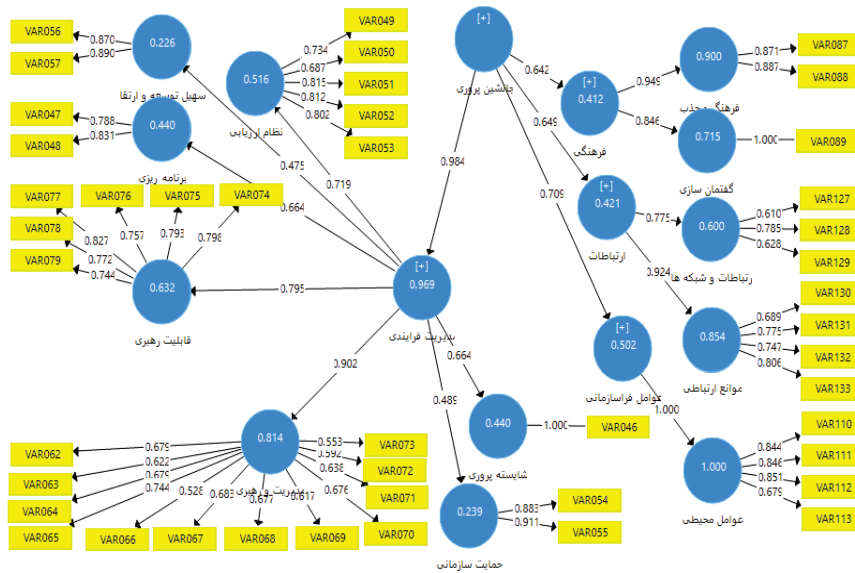 VAR056
VAR057
0.870
0.890
0.226
سهیل توسعه و ارتقا
VAR047
VAR048
0.788
0.831
0.440
برنامه ریزی
0.516
نظام ارزیابی
0.734
0.687
0.815
0.812
0.802
VAR049
VAR050
VAR051
VAR052
VAR053
[+]
جانشین پروری
0.642
0.649
0.709
0.984
[+]
0.412
فرهنگی
0.949
0.846
0.900
0.871
0.887
VAR087
VAR088
0.715
گفتمان سازی
1.000
VAR089
[+]
0.421
ارتباطات
0.775
0.924
0.600
رتباطات و شبکه ها
0.610
0.785
0.628
VAR127
VAR128
VAR129
0.854
موانع ارتباطی
0.689
0.775
0.747
0.806
VAR130
VAR131
VAR132
VAR133
[+]
0.502
عوامل فراسازمانی
1.000
1.000
عوامل محیطی
0.844
0.846
0.851
0.679
VAR110
VAR111
VAR112
VAR113
0.475
0.719
0.664
0.795
0.902
0.489
0.664
[+]
0.969
مدیریت فرایندی
VAR077
VAR076
VAR075
VAR074
VAR078
VAR079
0.827
0.757
0.793
0.798
0.772
0.744
0.632
قابلیت رهبری
0.814
مدیریت و رهبری
0.679
0.622
0.679
0.744
0.528
0.683
0.677
0.617
0.676
0.638
0.592
0.553
VAR062
VAR063
VAR064
VAR065
VAR066
VAR067
VAR068
VAR069
VAR070
VAR071
VAR072
VAR073
0.440
شایسته پروری
1.000
VAR046
0.239
حمایت سازمانی
0.883
0.911
VAR054
VAR055